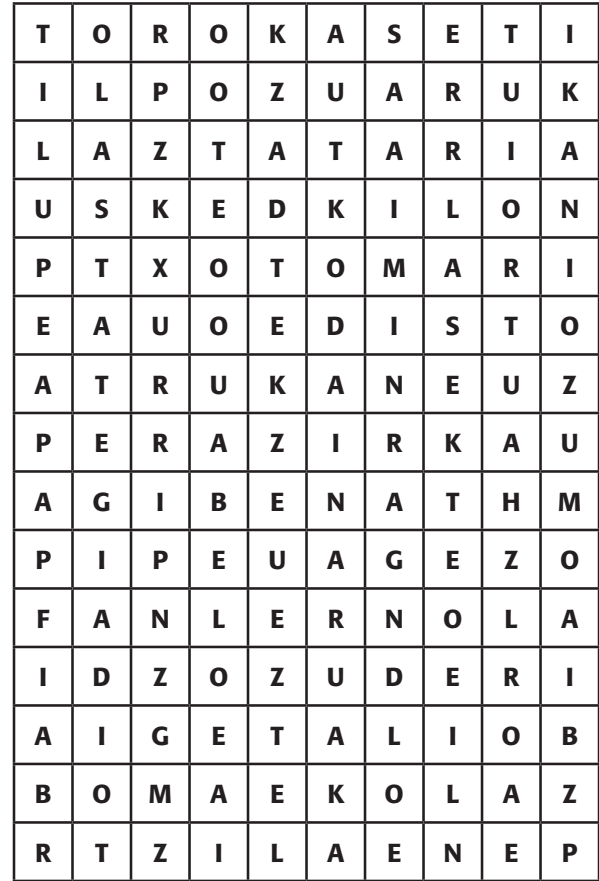 T O R O K A S E T I
I L P O Z U A R U K
L A Z T A T A R I A
U S K E D K I L O N
P T X O T O M A R I
E A U O E D I S T O
A T R U K A N E U Z
P E R A Z I R K A U
A G I B E N A T H M
P I P E U A G E Z O
F A N L E R N O L A
I D Z O Z U D E R I
A I G E T A L I O B
B O M A E K O L A Z
R T Z I L A E N E P